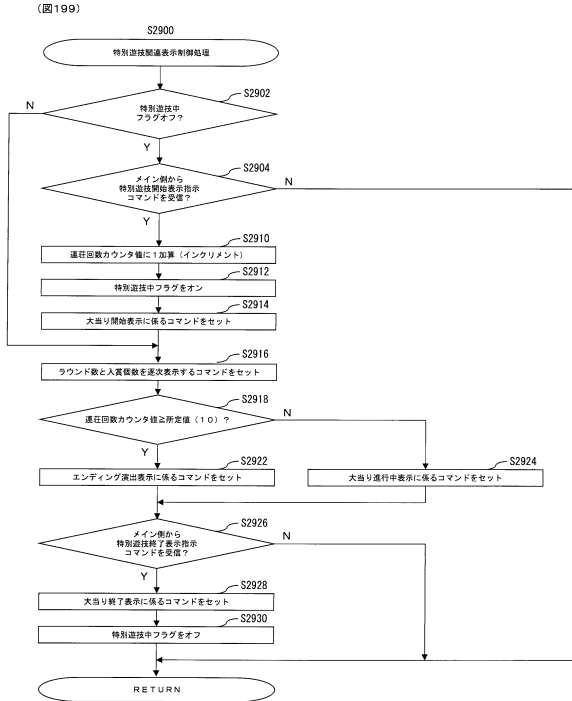 (図199)
S2900
特別遊技関連表示制御処理
S2902
特別遊技中
フラグオフ?
N
Y
S2904
メイン側から
特別遊技開始表示指示
コマンドを受信?
N
Y
S2910
連荘回数カウンタ値に1加算(インクリメント)
S2912
特別遊技中フラグをオン
S2914
大当り開始表示に係るコマンドをセット
S2916
ラウンド数と入賞個数を逐次表示するコマンドをセット
S2918
連荘回数カウンタ値≧所定値(10)?
N
Y
S2922
エンディング演出表示に係るコマンドをセット
S2924
大当り進行中表示に係るコマンドをセット
S2926
メイン側から
特別遊技終了表示指示
コマンドを受信?
N
Y
S2928
大当り終了表示に係るコマンドをセット
S2930
特別遊技中フラグをオフ
RETURN